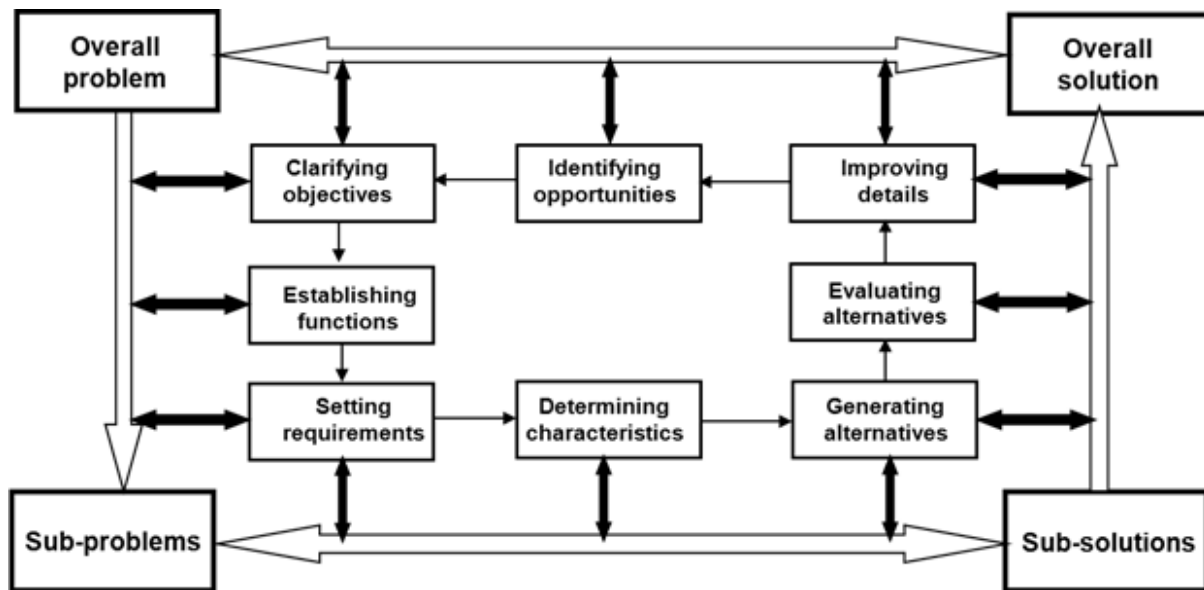 Overall
problem
Overall
solution
Clarifying
objectives
Identifying
opportunities
Improving
details
Establishing
functions
Evaluating
alternatives
Setting
requirements
Determining
characteristics
Generating
alternatives
Sub-problems
Sub-solutions